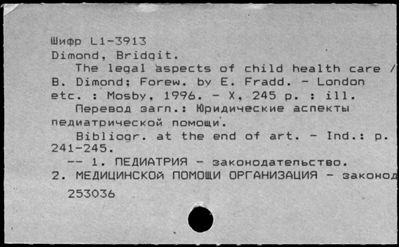 Шифр L1-3913
Dimond, Bridgit.
The legal aspects of child health care /
B. Dimond; Forew. by E. Fradd. - London
etc. : Mosby, 1996. - X, 245 p. : ill.
Перевод загл.: Юридические аспекты
педиатрической помощи.
Bibliogr. at the end of art. - Ind.: p.
241-245.
-- 1. ПЕДИАТРИЯ - законодательство.
2. МЕДИЦИНСКОЙ ПОМОЩИ ОРГАНИЗАЦИЯ - законод
253036